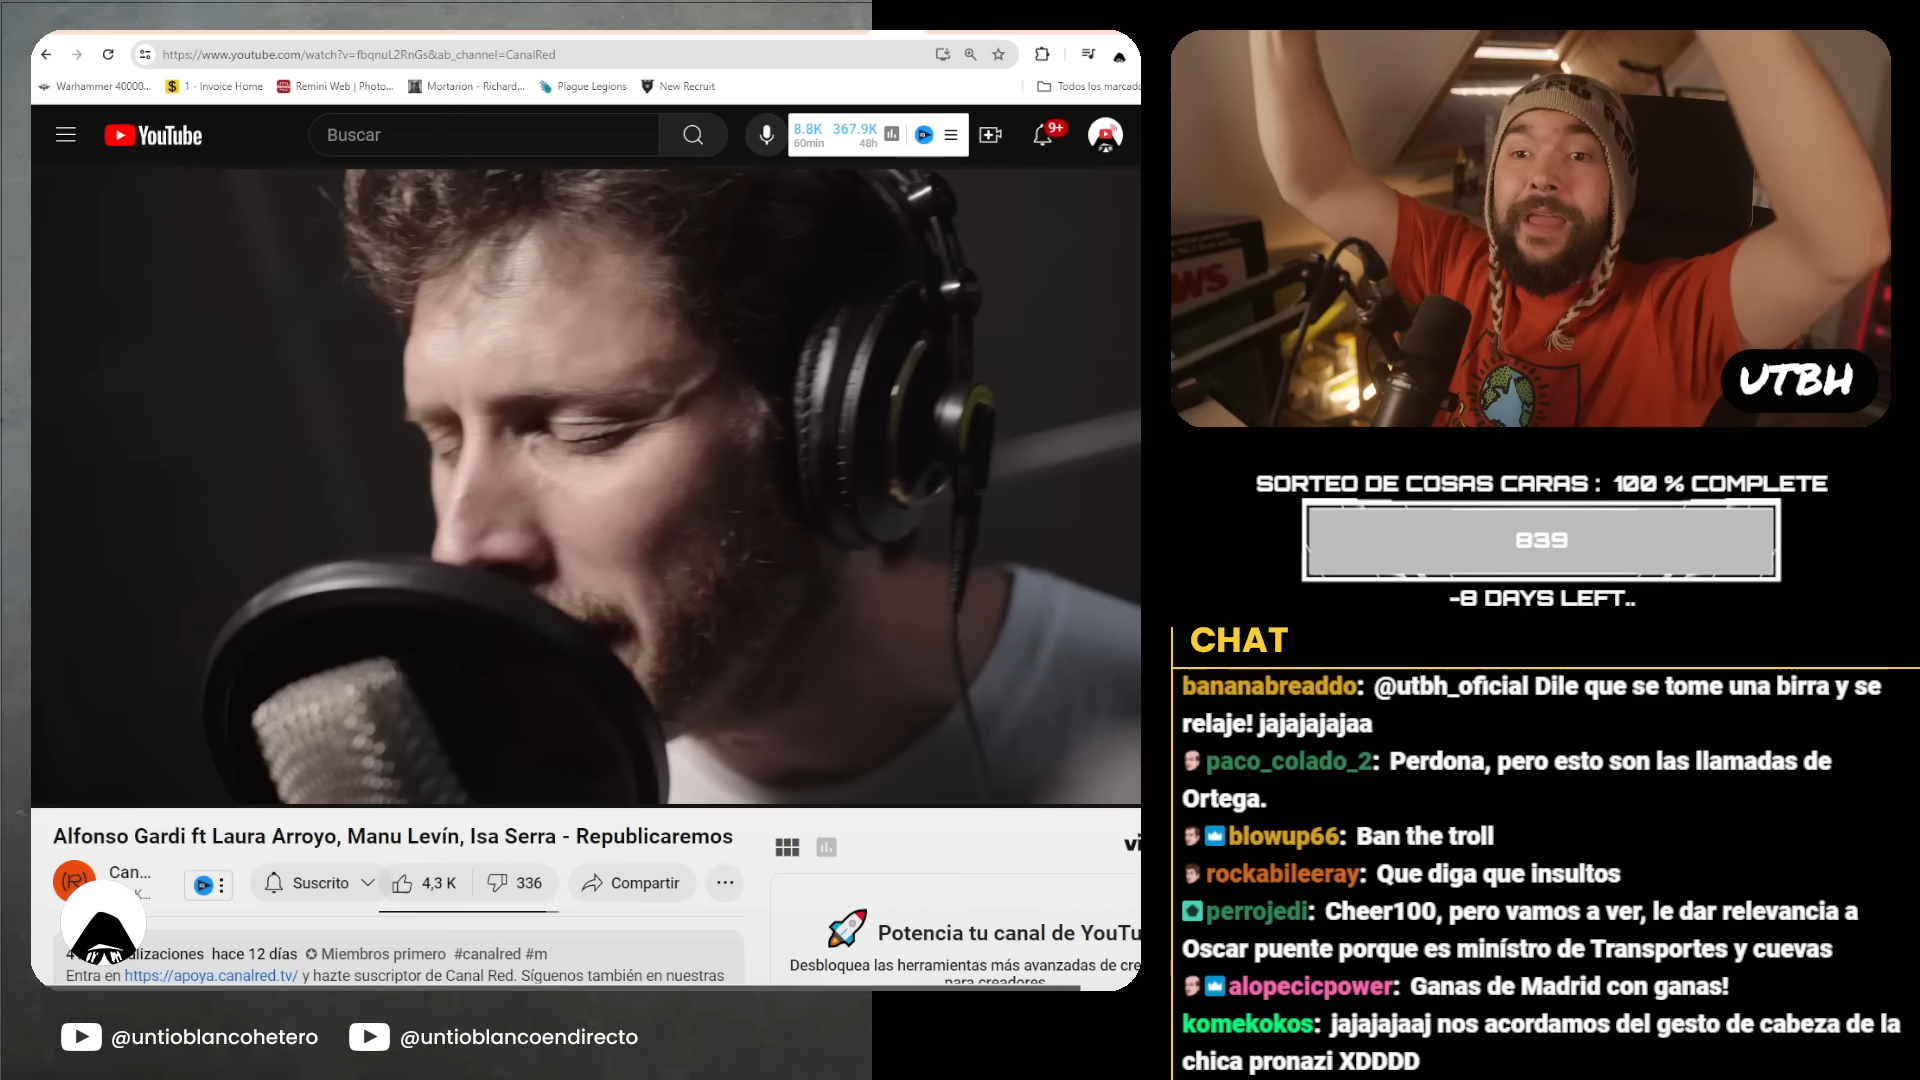 https://www.youtube.com/watch?v=fbqnuL2RnGs&ab_channel=CanalRed
Warhammer 40000...
$ 1 - Invoice Home
Remini Web | Photo...
Mortarion - Richard...
Plague Legions
New Recruit
Todos los marcado
YouTube
Buscar
8.8K 367.9K
60min 48h
9+
WS
UTBH
SORTEO DE COSAS CARAS : 100 % COMPLETE
839
-8 DAYS LEFT..
CHAT
bananabreaddo: @utbh_oficial Dile que se tome una birra y se
relaje! jajajajajaa
paco_colado_2: Perdona, pero esto son las llamadas de
Ortega.
blowup66: Ban the troll
rockabileeray: Que diga que insultos
perrojedi: Cheer100, pero vamos a ver, le dar relevancia a
Oscar puente porque es minístro de Transportes y cuevas
alopecicpower: Ganas de Madrid con ganas!
komekokos: jajajajaaj nos acordamos del gesto de cabeza de la
chica pronazi XDDDD
Alfonso Gardi ft Laura Arroyo, Manu Levín, Isa Serra - Republicaremos
(R)
Can...
Suscrito
4,3 K
336
Compartir
...
alizaciones hace 12 días Miembros primero #canalred #m
Entra en https://apoya.canalred.tv/ y hazte suscriptor de Canal Red. Síguenos también en nuestras
vi
Potencia tu canal de YouTu
Desbloquea las herramientas más avanzadas de cre
para creadores
@untioblancohetero
@untioblancoendirecto